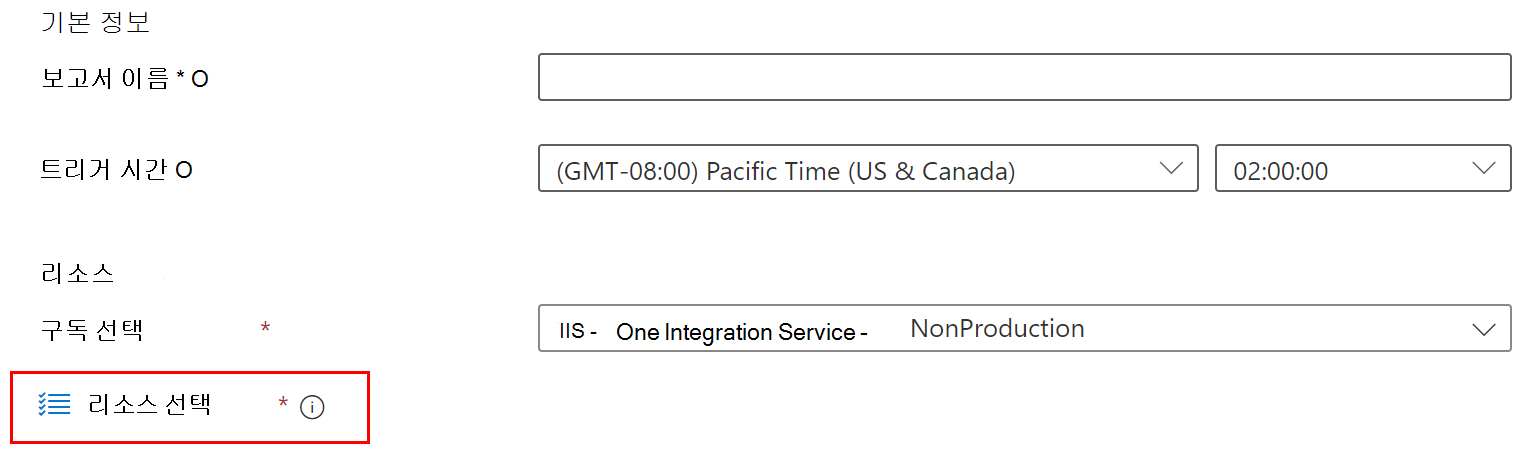 기본 정보
보고서 이름 * O
트리거 시간 O (GMT-08:00) Pacific Time (US & Canada) 02:00:00
리소스
구독 선택 * IIS - One Integration Service - NonProduction
리소스 선택 *